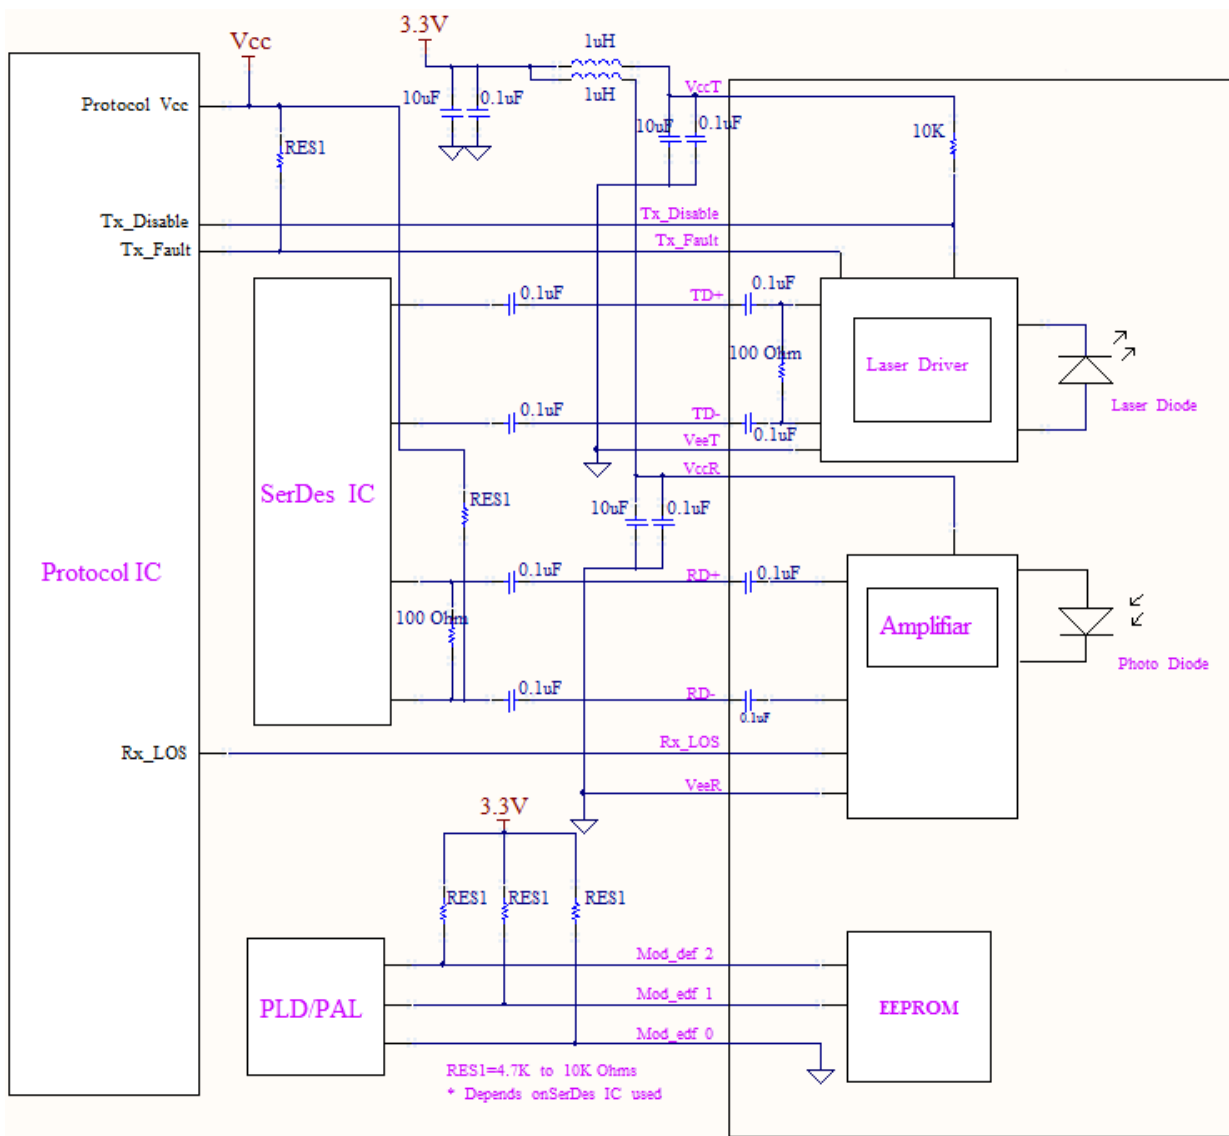 3.3V
Vcc
1uH
1uH
VccT
Protocol Vcc
10uF
0.1uF
10uF
0.1uF
10K
RES1
Tx_Disable
Tx_Disable
Tx_Fault
Tx_Fault
0.1uF
0.1uF
TD+
100 Ohm
Laser Driver
Laser Diode
0.1uF
TD-
0.1uF
VeeT
VccR
SerDes IC
RES1
10uF
0.1uF
Protocol IC
0.1uF
RD+
0.1uF
100 Ohm
Amplifiar
Photo Diode
0.1uF
RD-
0.1uF
Rx_LOS
Rx_LOS
VeeR
3.3V
RES1
RES1
RES1
Mod_def 2
PLD/PAL
Mod_edf 1
EEPROM
Mod_edf 0
RES1=4.7K to 10K Ohms
* Depends onSerDes IC used